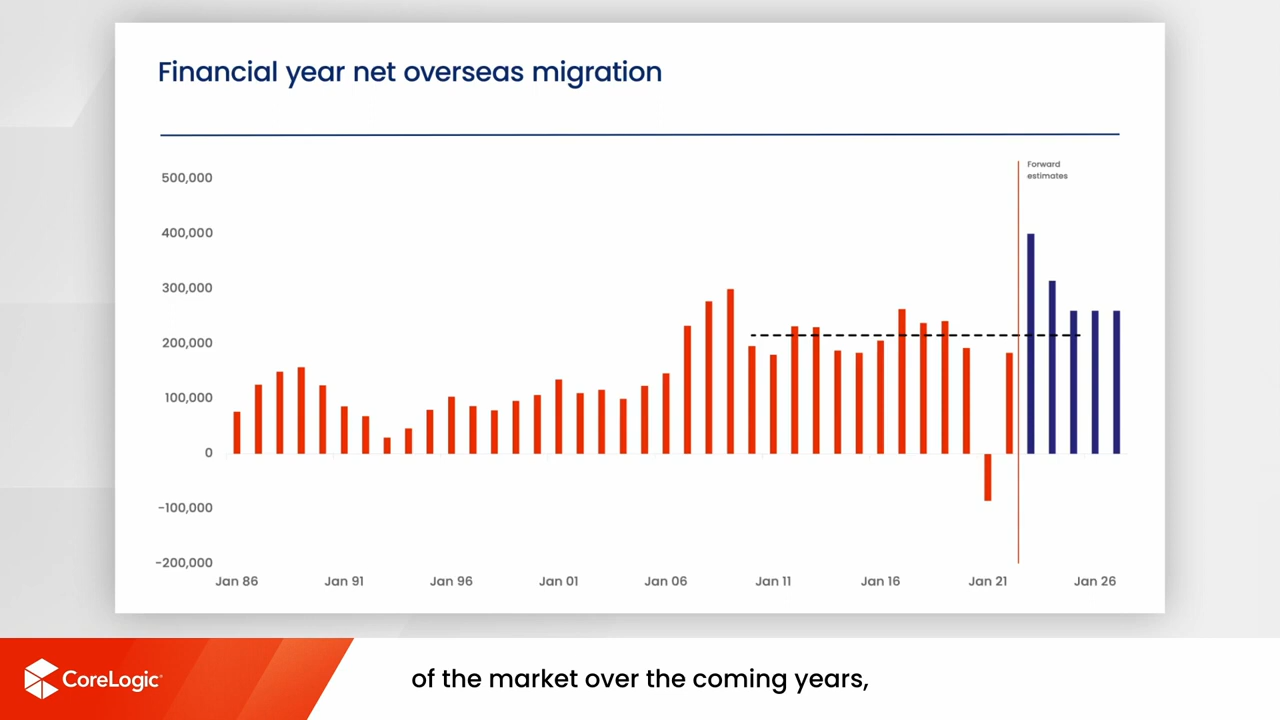 Financial year net overseas migration
Forward
estimates
500,000
400,000
300,000
200,000
100,000
0
-100,000
-200,000
Jan 86
Jan 91
Jan 96
Jan 01
Jan 06
Jan 11
Jan 16
Jan 21
Jan 26
CoreLogic
of the market over the coming years,